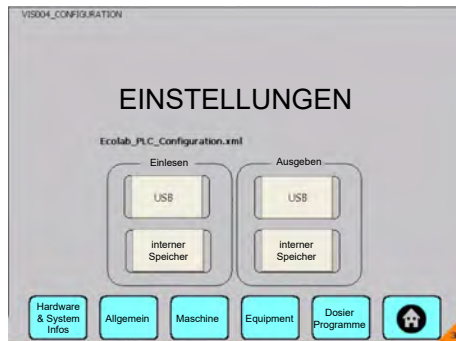 VIS004_CONFIGURATION
EINSTELLUNGEN
Ecolab_PLC_Configuration.xml
Einlesen
Ausgeben
USB
USB
interner
Speicher
interner
Speicher
Hardware
& System
Infos
Allgemein
Maschine
Equipment
Dosier
Programme